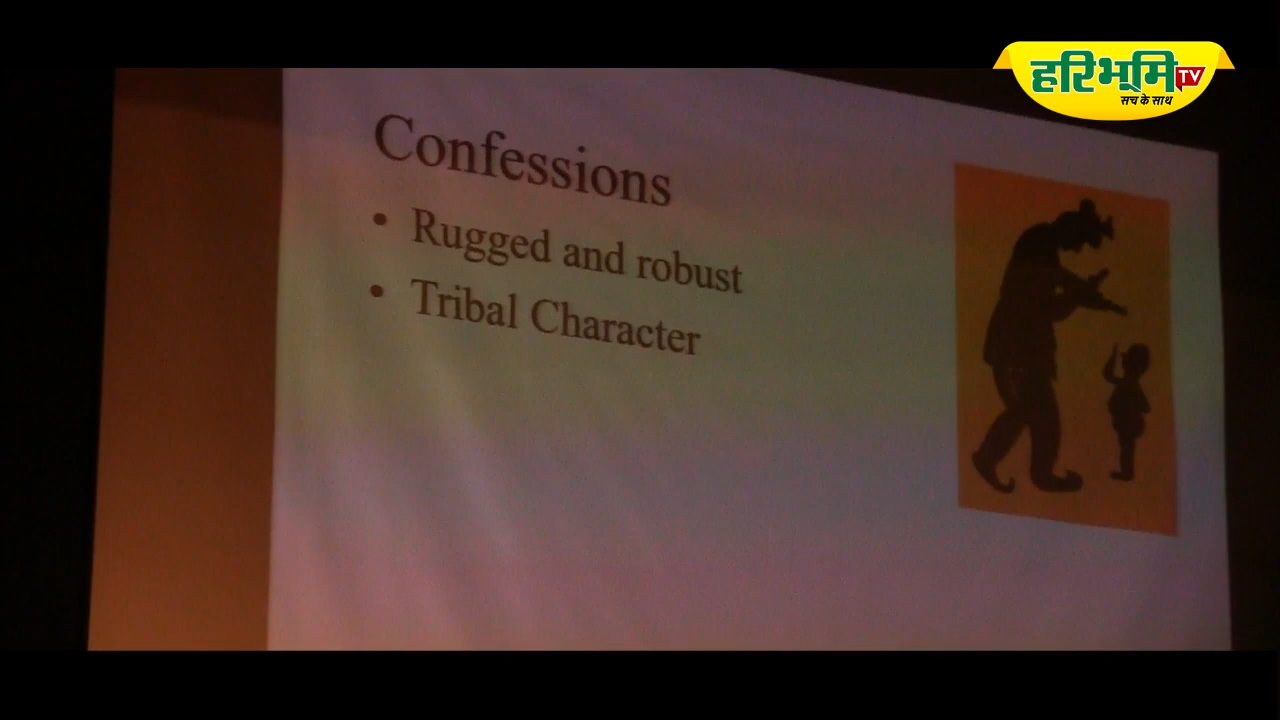 हरिभूमि TV
सच के साथ
Confessions
• Rugged and robust
• Tribal Character